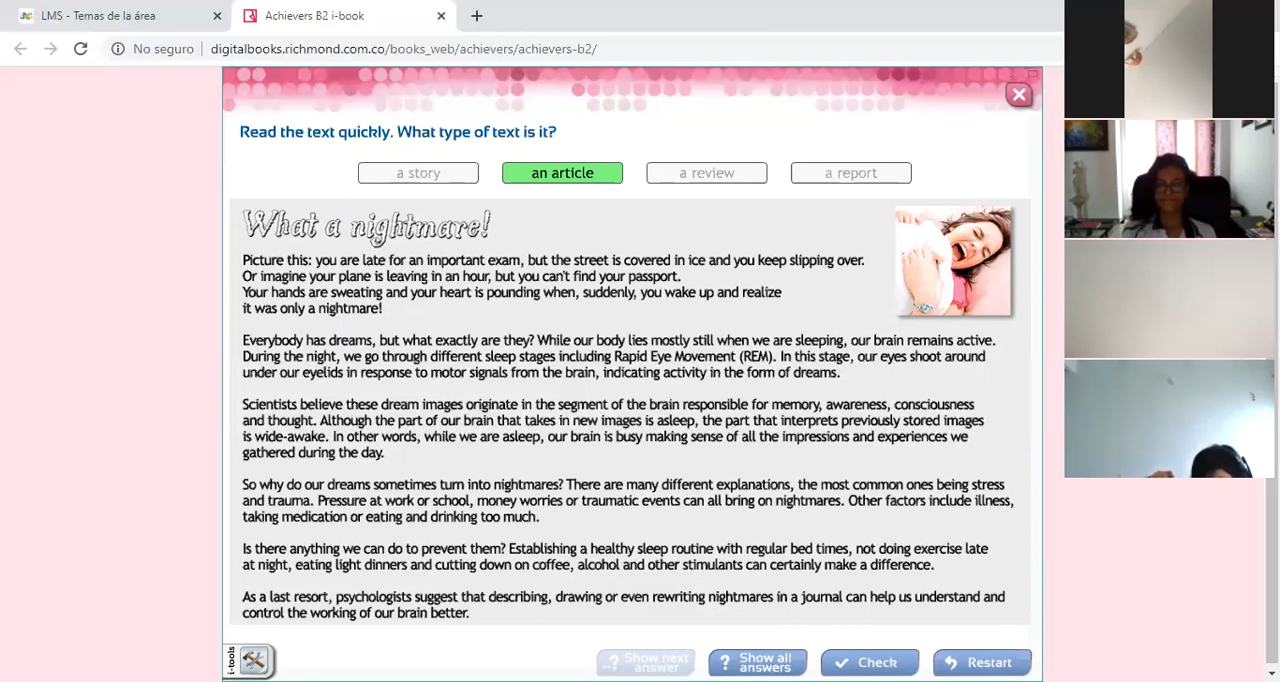 LMS - Temas de la área
Achievers B2 i-book
No seguro
digitalbooks.richmond.com.co/books_web/achievers/achievers-b2/
Read the text quickly. What type of text is it?
a story
an article
a review
a report
What a nightmare!
Picture this: you are late for an important exam, but the street is covered in ice and you keep slipping over.
Or imagine your plane is leaving in an hour, but you can't find your passport.
Your hands are sweating and your heart is pounding when, suddenly, you wake up and realize
it was only a nightmare!
Everybody has dreams, but what exactly are they? While our body lies mostly still when we are sleeping, our brain remains active.
During the night, we go through different sleep stages including Rapid Eye Movement (REM). In this stage, our eyes shoot around
under our eyelids in response to motor signals from the brain, indicating activity in the form of dreams.
Scientists believe these dream images originate in the segment of the brain responsible for memory, awareness, consciousness
and thought. Although the part of our brain that takes in new images is asleep, the part that interprets previously stored images
is wide-awake. In other words, while we are asleep, our brain is busy making sense of all the impressions and experiences we
gathered during the day.
So why do our dreams sometimes turn into nightmares? There are many different explanations, the most common ones being stress
and trauma. Pressure at work or school, money worries or traumatic events can all bring on nightmares. Other factors include illness,
taking medication or eating and drinking too much.
Is there anything we can do to prevent them? Establishing a healthy sleep routine with regular bed times, not doing exercise late
at night, eating light dinners and cutting down on coffee, alcohol and other stimulants can certainly make a difference.
As a last resort, psychologists suggest that describing, drawing or even rewriting nightmares in a journal can help us understand and
control the working of our brain better.
i-tools
? Show next
answer
? Show all
answers
Check
Restart